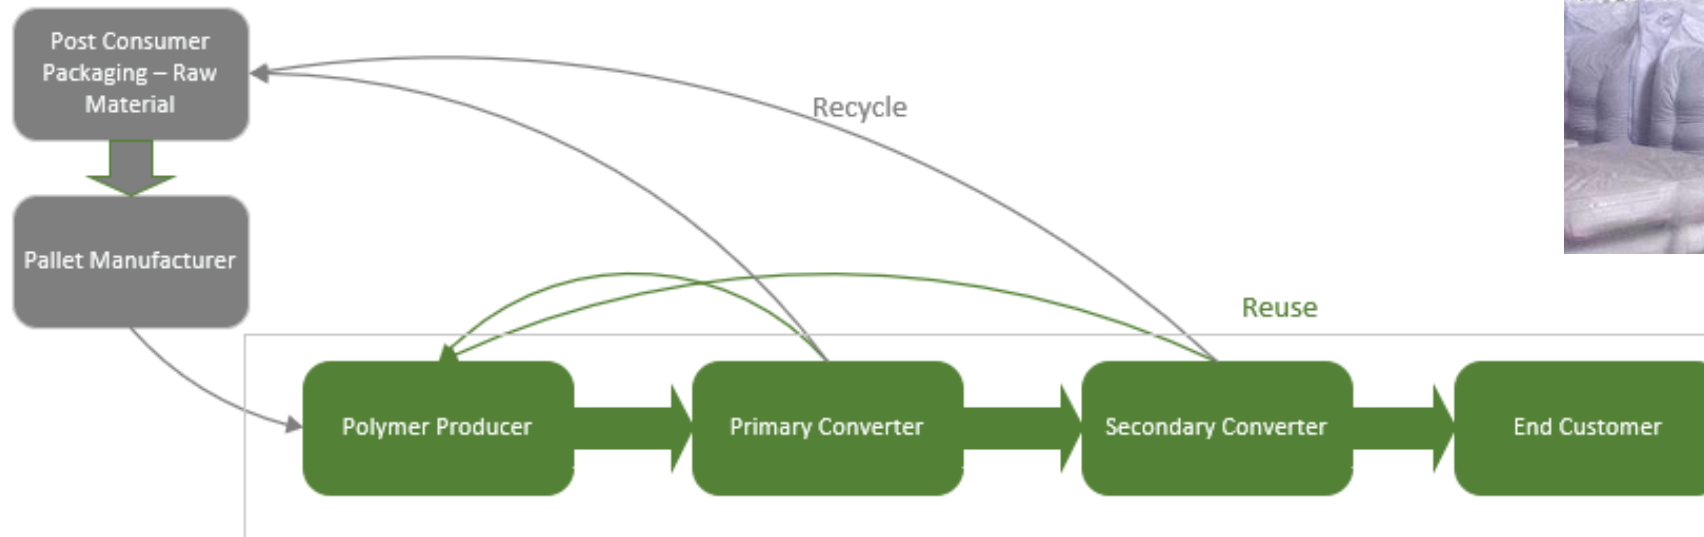 Post Consumer
Packaging – Raw
Material
Recycle
Pallet Manufacturer
Reuse
Polymer Producer
Primary Converter
Secondary Converter
End Customer